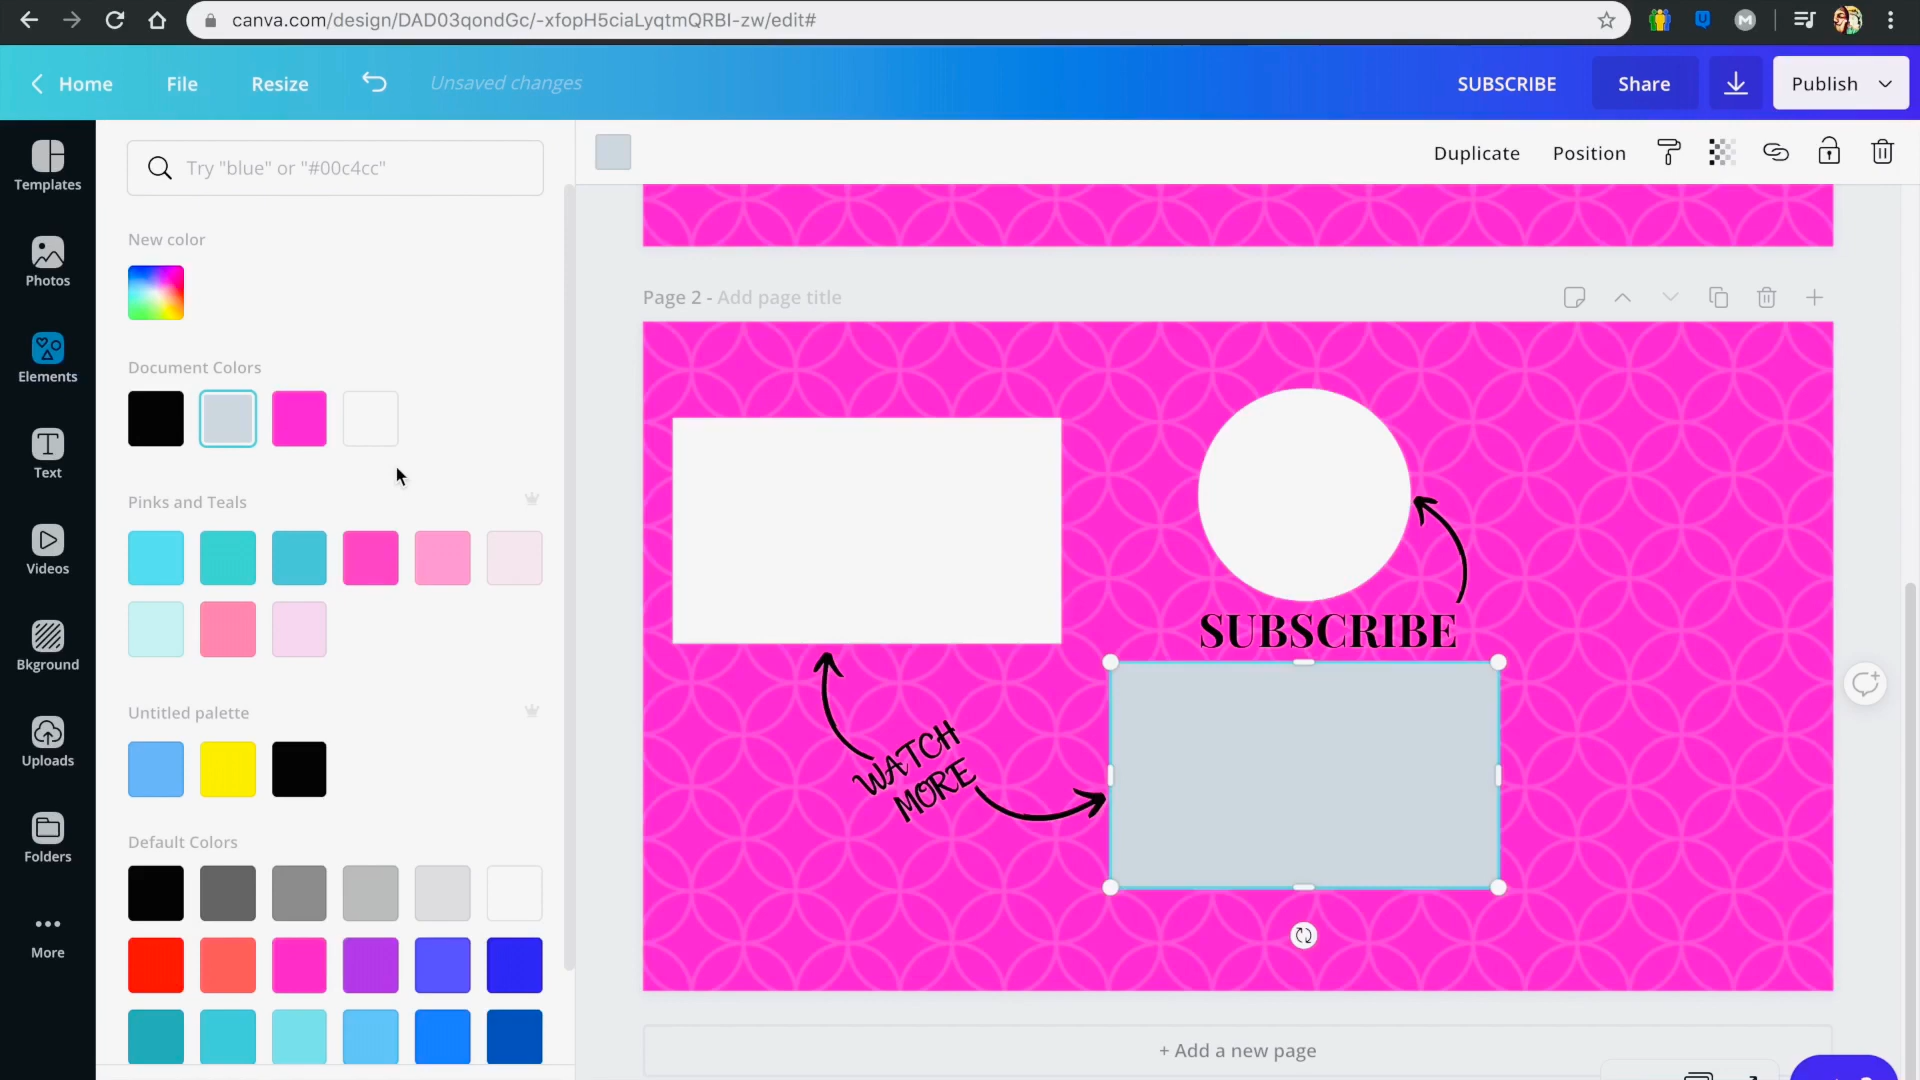 canva.com/design/DAD03qondGc/-xfopH5ciaLyqtmQRBI-zw/edit#
Home
File
Resize
Unsaved changes
SUBSCRIBE
Share
Publish
Templates
Photos
Elements
Text
Videos
Bkground
Uploads
Folders
More
Try "blue" or "#00c4cc"
New color
Document Colors
Pinks and Teals
Untitled palette
Default Colors
Duplicate
Position
Page 2 - Add page title
SUBSCRIBE
WATCH
MORE
+ Add a new page